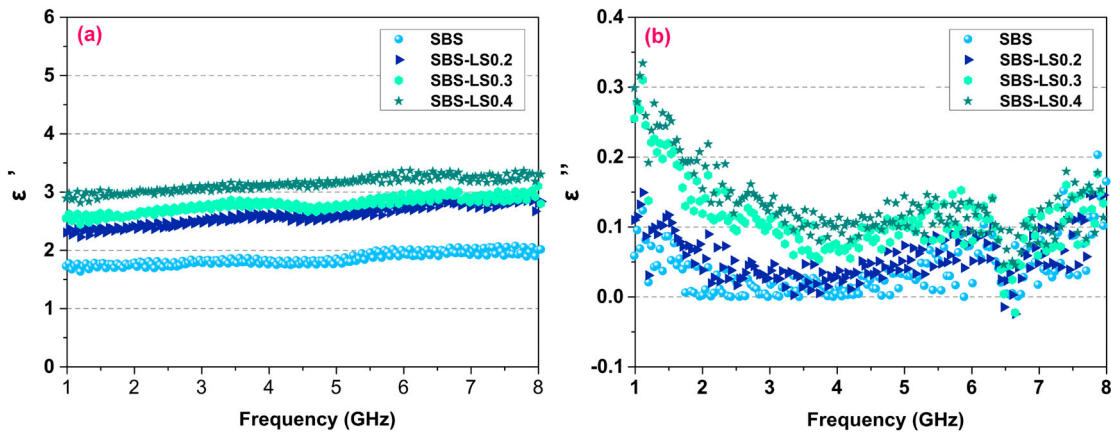 (a)
SBS
SBS-LS0.2
SBS-LS0.3
SBS-LS0.4
6
5
4
3
2
1
0
ε ’
1 2 3 4 5 6 7 8
Frequency (GHz)
(b)
SBS
SBS-LS0.2
SBS-LS0.3
SBS-LS0.4
0.4
0.3
0.2
0.1
0.0
-0.1
ε ’’
1 2 3 4 5 6 7 8
Frequency (GHz)